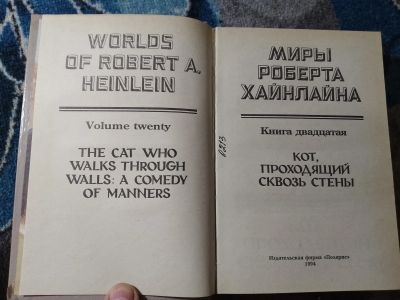 WORLDS
OF ROBERT A.
HEINLEIN
Volume twenty
THE CAT WHO
WALKS THROUGH
WALLS: A COMEDY
OF MANNERS
МИРЫ
РОБЕРТА
ХАЙНЛАЙНА
Книга двадцатая
КОТ,
ПРОХОДЯЩИЙ
СКВОЗЬ СТЕНЫ
Издательская фирма «Полярис»
1994